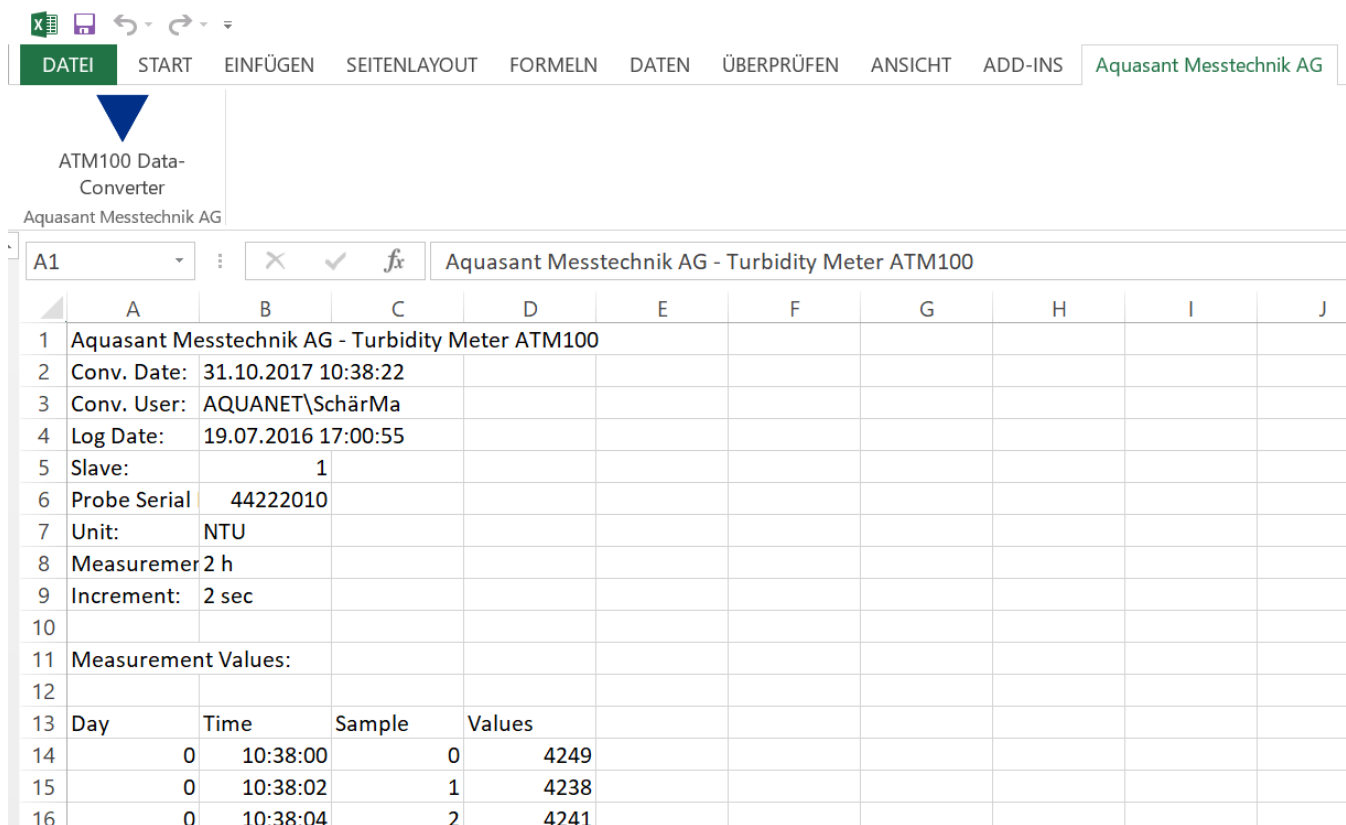 DATEI START EINFÜGEN SEITENLAYOUT FORMELN DATEN ÜBERPRÜFEN ANSICHT ADD-INS Aquasant Messtechnik AG
ATM100 Data-
Converter
Aquasant Messtechnik AG
A1 fx Aquasant Messtechnik AG - Turbidity Meter ATM100
A B C D E F G H I J
1 Aquasant Messtechnik AG - Turbidity Meter ATM100
2 Conv. Date: 31.10.2017 10:38:22
3 Conv. User: AQUANET\SchärMa
4 Log Date: 19.07.2016 17:00:55
5 Slave: 1
6 Probe Serial 44222010
7 Unit: NTU
8 Measuremer 2 h
9 Increment: 2 sec
10
11 Measurement Values:
12
13 Day Time Sample Values
14 0 10:38:00 0 4249
15 0 10:38:02 1 4238
16 0 10:38:04 2 4241